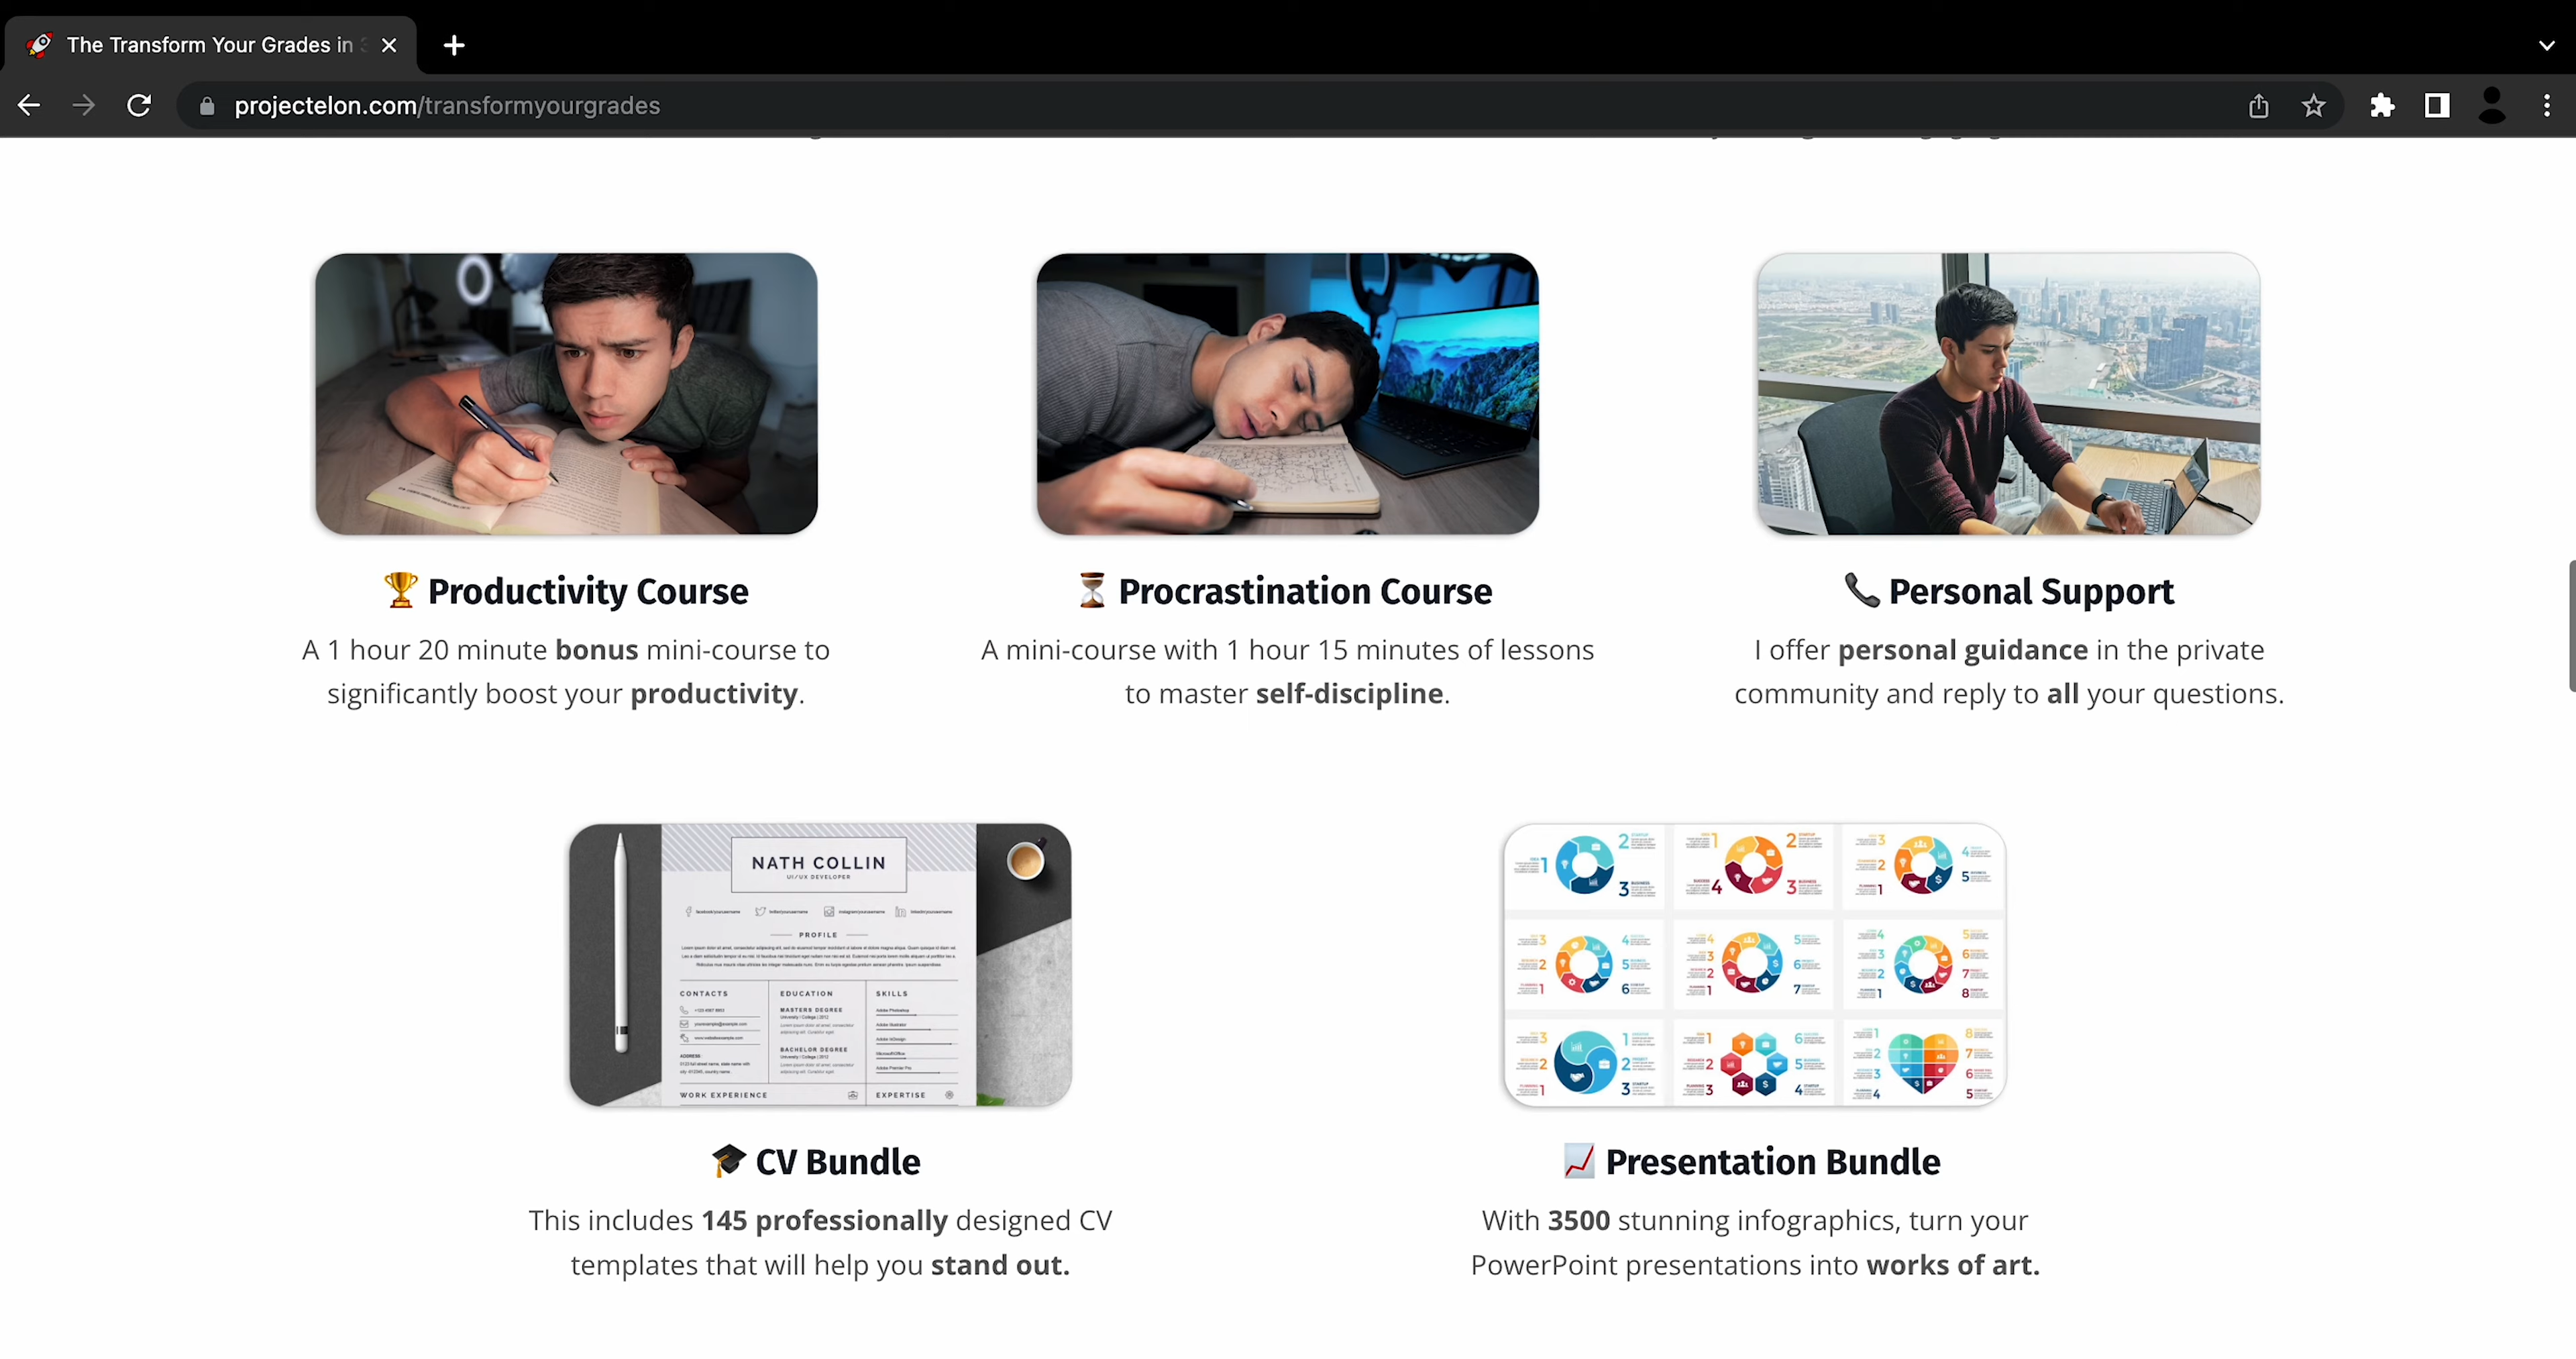 The Transform Your Grades in
projectelon.com/transformyourgrades
🏆 Productivity Course
A 1 hour 20 minute bonus mini-course to
significantly boost your productivity.
⏳ Procrastination Course
A mini-course with 1 hour 15 minutes of lessons
to master self-discipline.
📞 Personal Support
I offer personal guidance in the private
community and reply to all your questions.
NATH COLLIN
UI/UX DEVELOPER
PROFILE
CONTACTS
EDUCATION
SKILLS
MASTERS DEGREE
BACHELOR DEGREE
WORK EXPERIENCE
EXPERTISE
🎓 CV Bundle
This includes 145 professionally designed CV
templates that will help you stand out.
📈 Presentation Bundle
With 3500 stunning infographics, turn your
PowerPoint presentations into works of art.